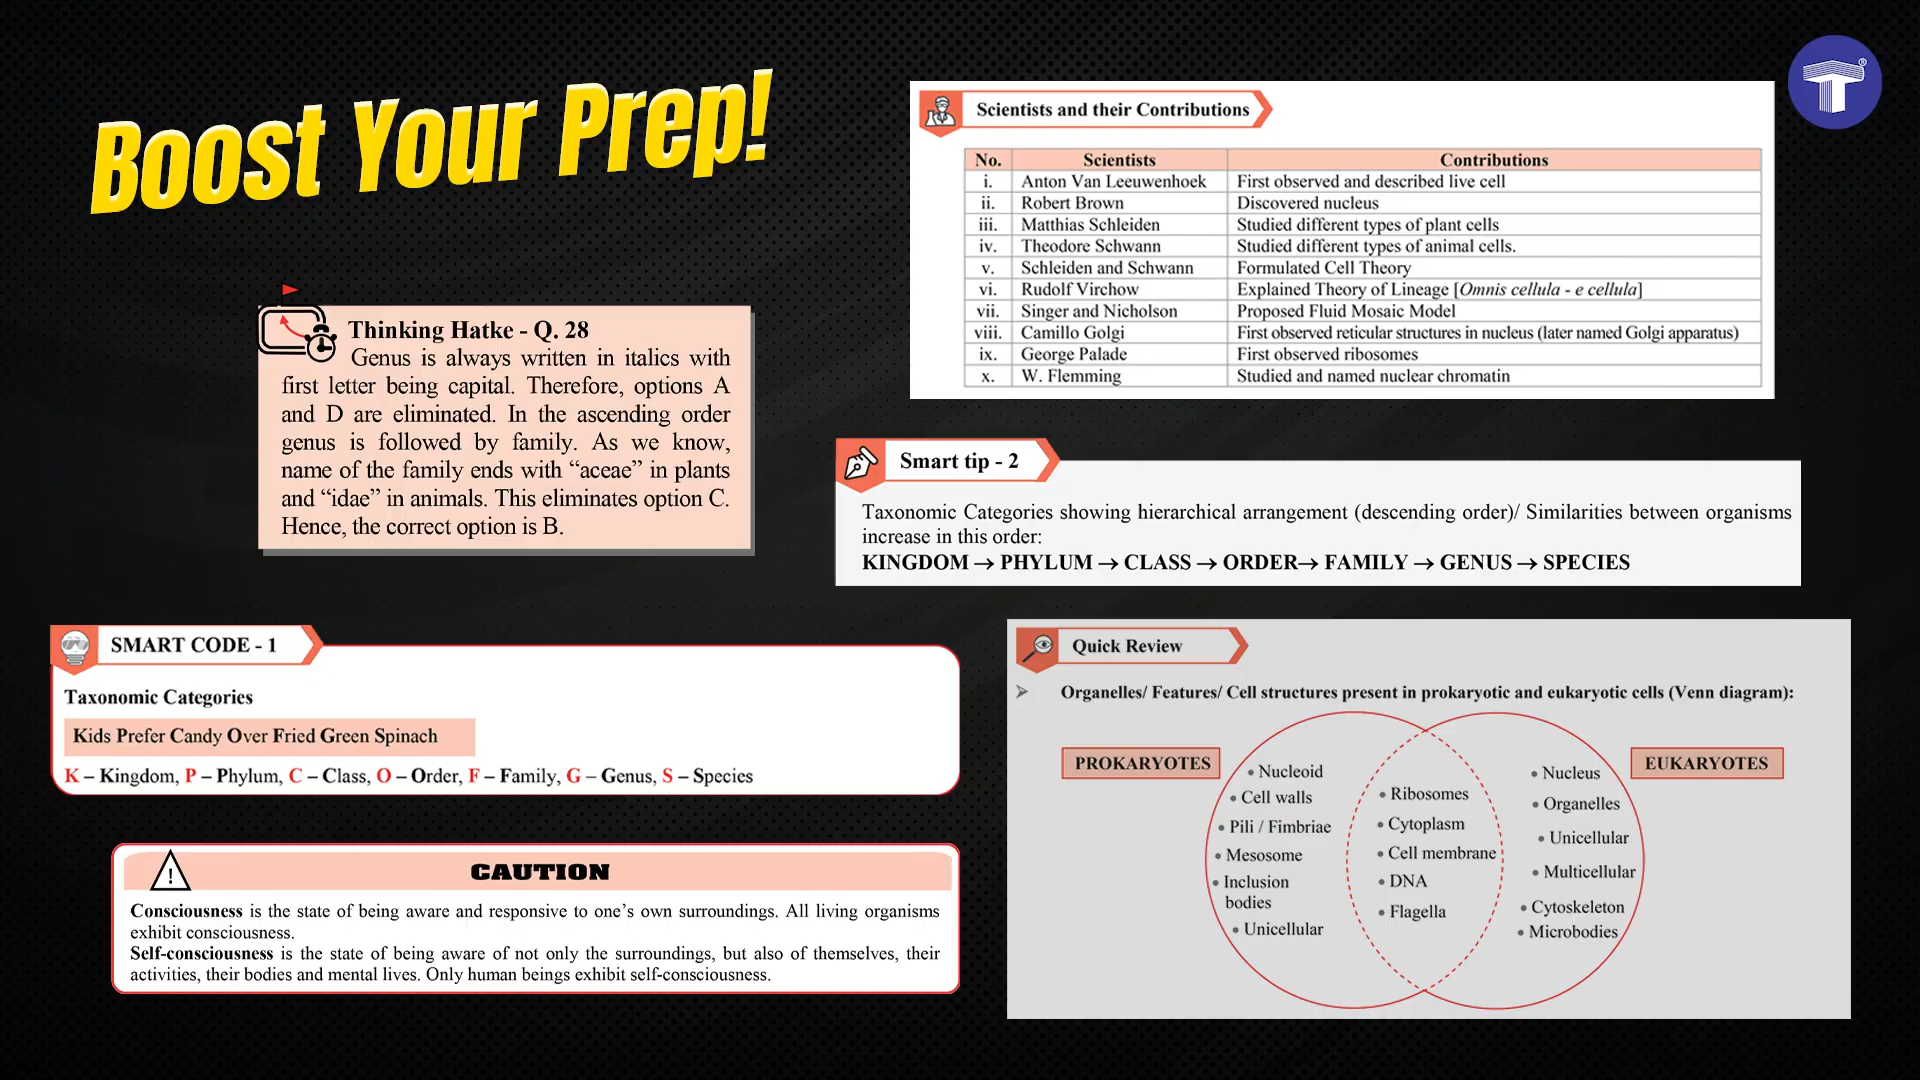 Boost Your Prep!
T®
Scientists and their Contributions
No. Scientists Contributions
i. Anton Van Leeuwenhoek First observed and described live cell
ii. Robert Brown Discovered nucleus
iii. Matthias Schleiden Studied different types of plant cells
iv. Theodore Schwann Studied different types of animal cells.
v. Schleiden and Schwann Formulated Cell Theory
vi. Rudolf Virchow Explained Theory of Lineage [Omnis cellula - e cellula]
vii. Singer and Nicholson Proposed Fluid Mosaic Model
viii. Camillo Golgi First observed reticular structures in nucleus (later named Golgi apparatus)
ix. George Palade First observed ribosomes
x. W. Flemming Studied and named nuclear chromatin
Thinking Hatke - Q. 28
Genus is always written in italics with
first letter being capital. Therefore, options A
and D are eliminated. In the ascending order
genus is followed by family. As we know,
name of the family ends with “aceae” in plants
and “idae” in animals. This eliminates option C.
Hence, the correct option is B.
Smart tip - 2
Taxonomic Categories showing hierarchical arrangement (descending order)/ Similarities between organisms
increase in this order:
KINGDOM → PHYLUM → CLASS → ORDER→ FAMILY → GENUS → SPECIES
SMART CODE - 1
Taxonomic Categories
Kids Prefer Candy Over Fried Green Spinach
K – Kingdom, P – Phylum, C – Class, O – Order, F – Family, G – Genus, S – Species
CAUTION
Consciousness is the state of being aware and responsive to one’s own surroundings. All living organisms
exhibit consciousness.
Self-consciousness is the state of being aware of not only the surroundings, but also of themselves, their
activities, their bodies and mental lives. Only human beings exhibit self-consciousness.
Quick Review
Organelles/ Features/ Cell structures present in prokaryotic and eukaryotic cells (Venn diagram):
PROKARYOTES
• Nucleoid
• Cell walls
• Pili / Fimbriae
• Mesosome
• Inclusion
bodies
• Unicellular
• Ribosomes
• Cytoplasm
• Cell membrane
• DNA
• Flagella
EUKARYOTES
• Nucleus
• Organelles
• Unicellular
• Multicellular
• Cytoskeleton
• Microbodies